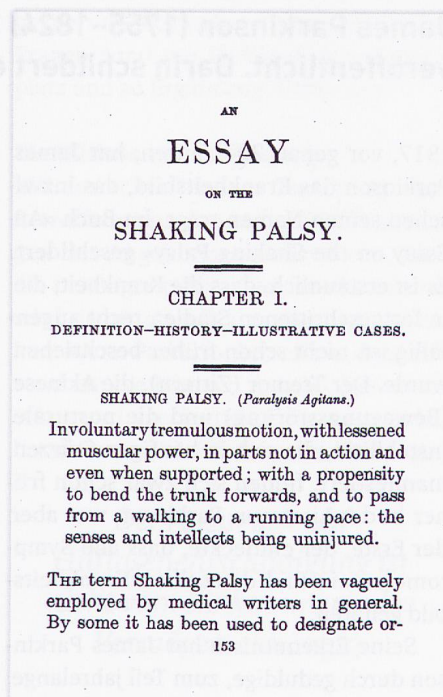 AN
ESSAY
ON THE
SHAKING PALSY.
CHAPTER I.
DEFINITION—HISTORY—ILLUSTRATIVE CASES.
SHAKING PALSY. (Paralysis Agitans.)
Involuntary tremulous motion, with lessened
muscular power, in parts not in action and
even when supported; with a propensity
to bend the trunk forwards, and to pass
from a walking to a running pace: the
senses and intellects being uninjured.
THE term Shaking Palsy has been vaguely
employed by medical writers in general.
By some it has been used to designate or-
153